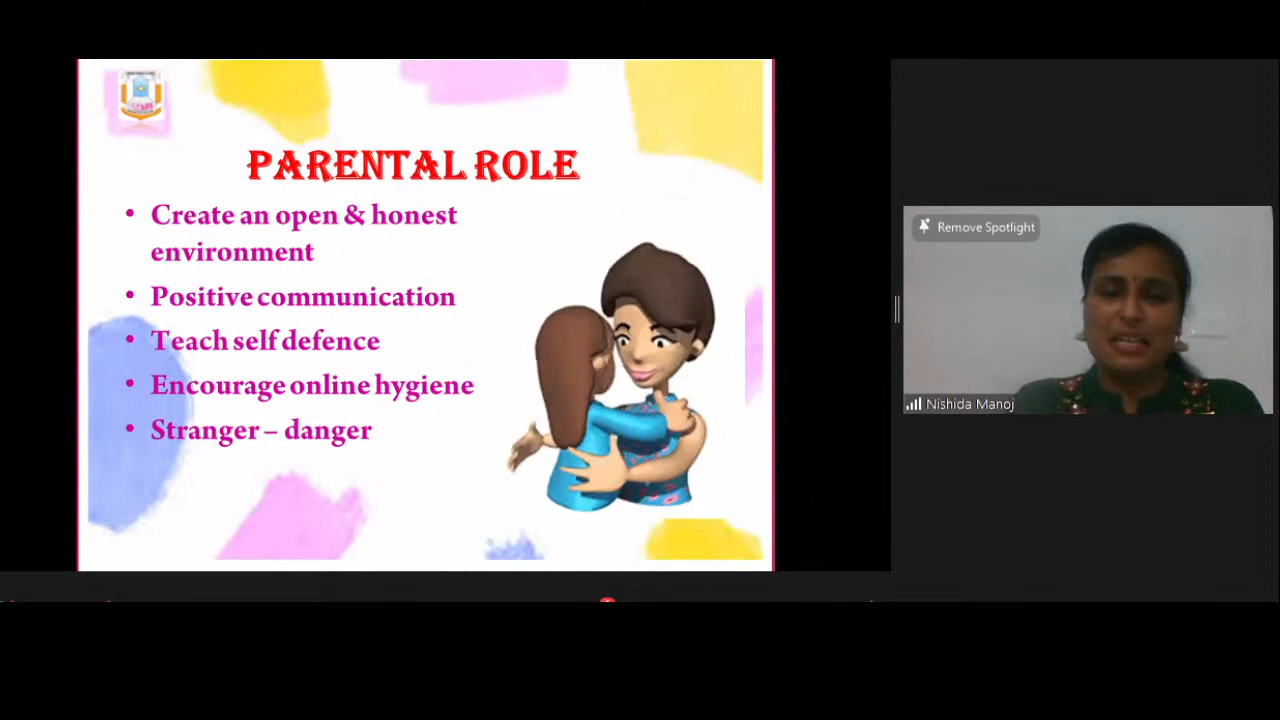 PARENTAL ROLE
• Create an open & honest
environment
• Positive communication
• Teach self defence
• Encourage online hygiene
• Stranger – danger
Remove Spotlight
Nishida Manoj